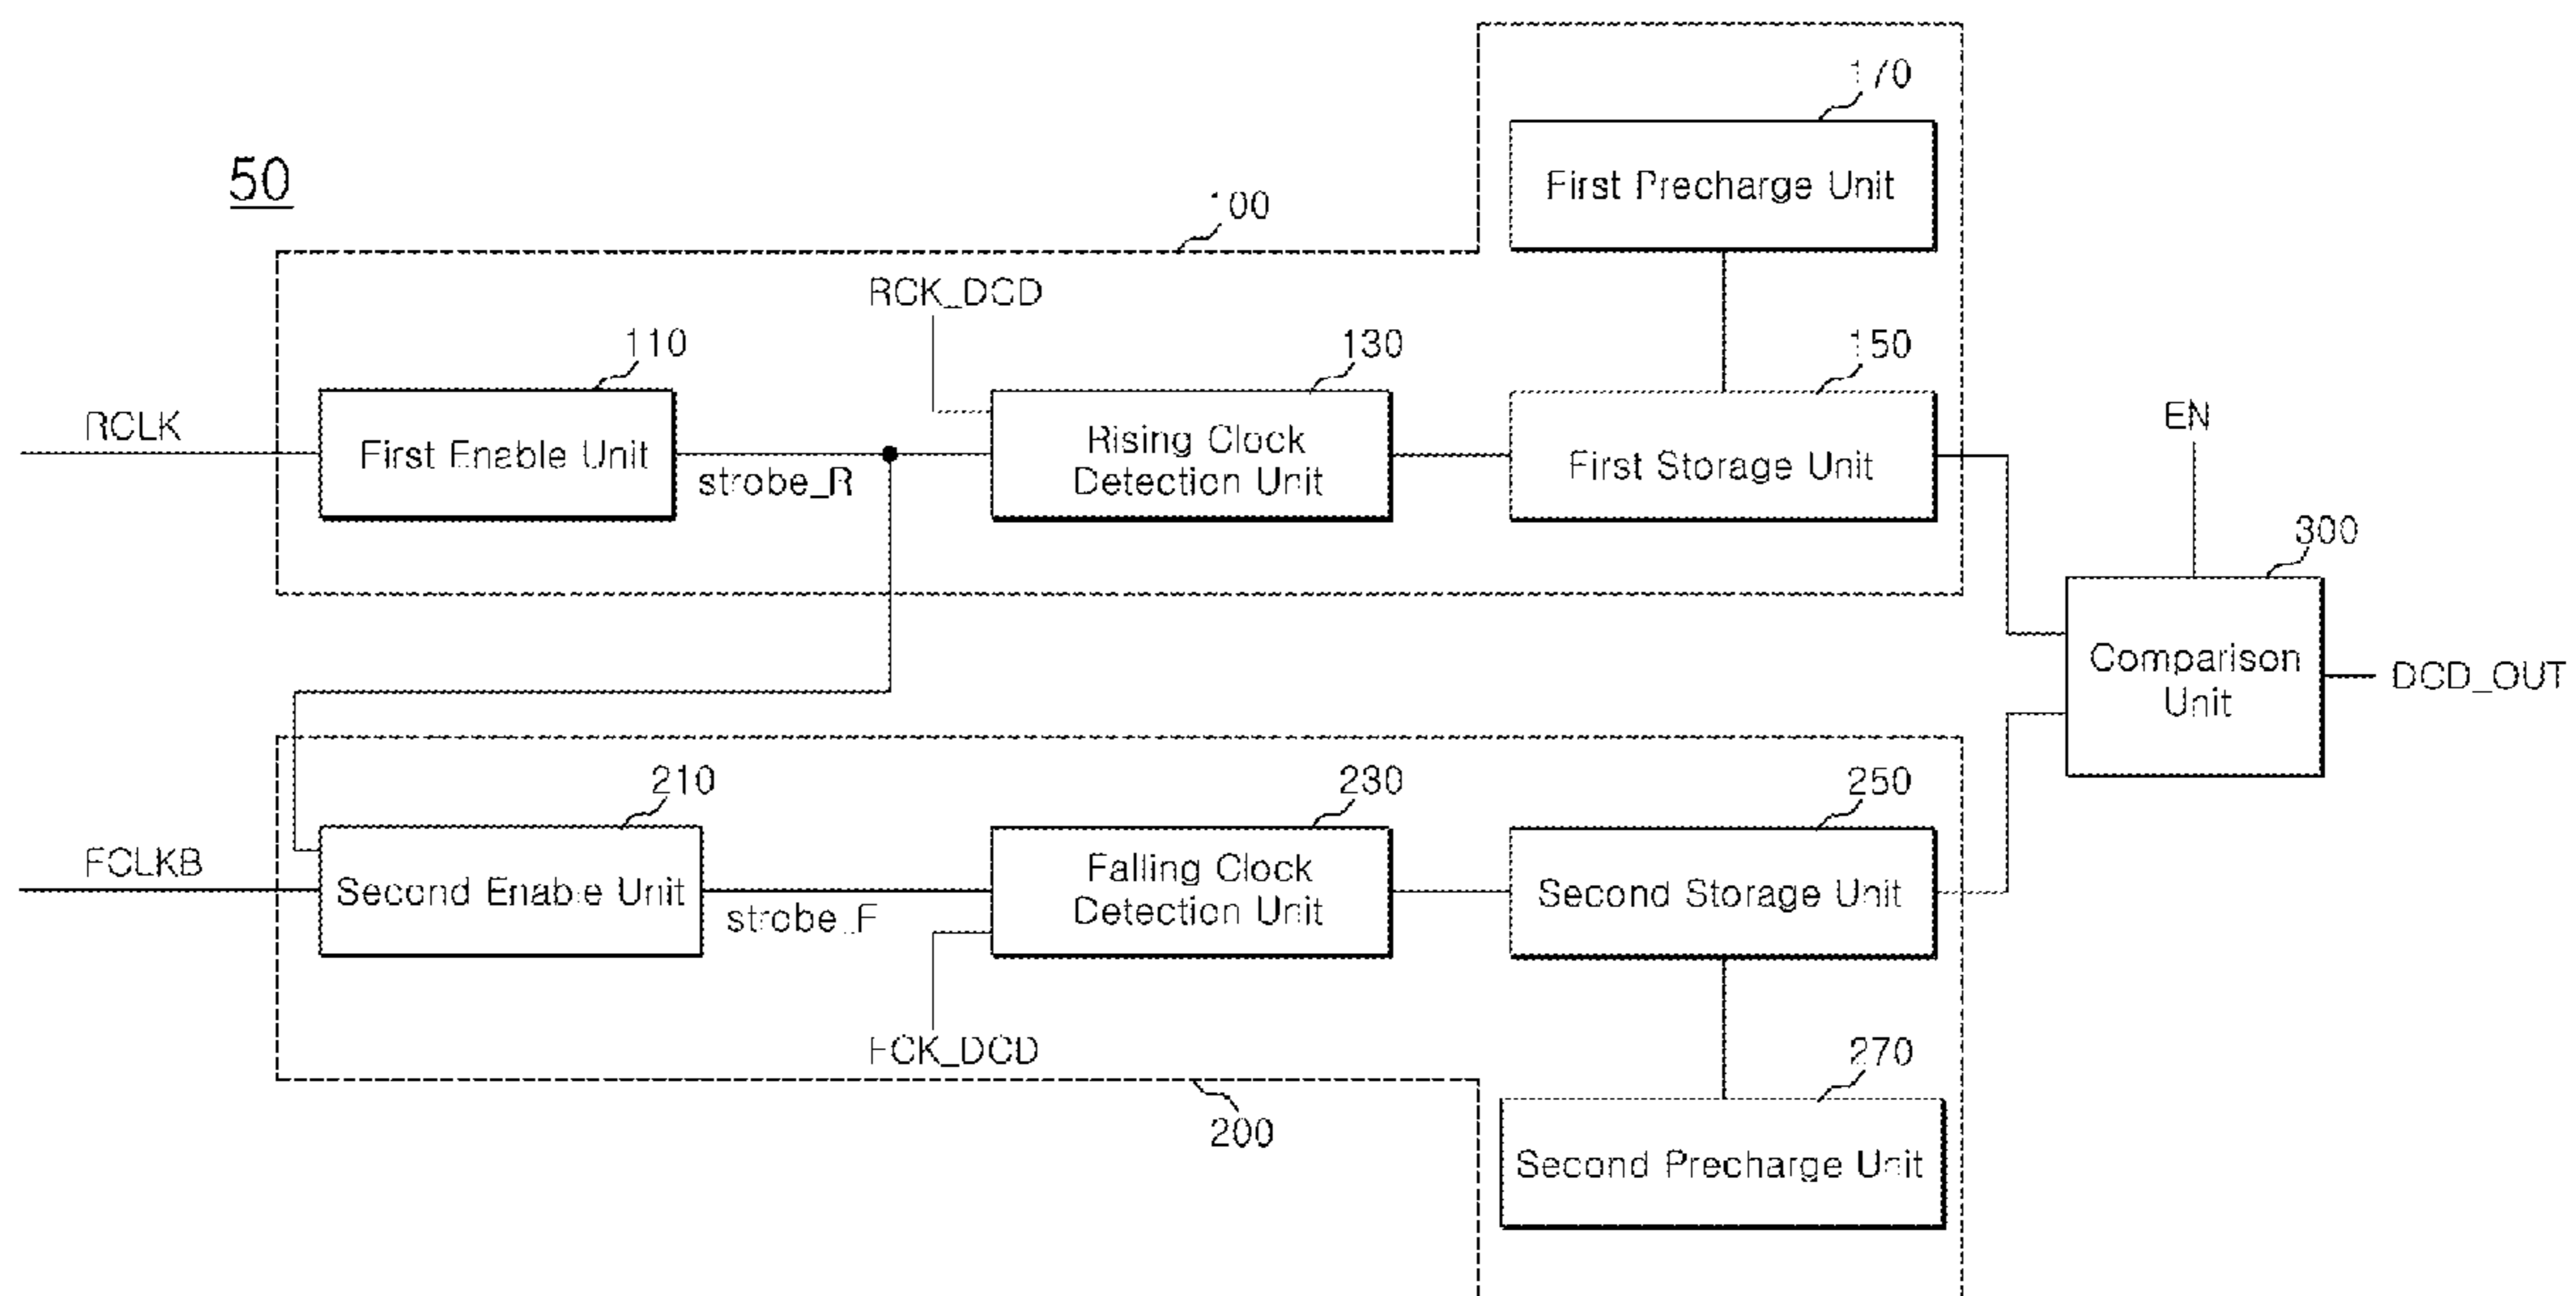 50
170
First Precharge Unit
100
RCK_DCD
110
130
150
RCLK
First Enable Unit
strobe_R
Rising Clock
Detection Unit
First Storage Unit
EN
300
Comparison
Unit
DCD_OUT
210
230
250
FCLKB
Second Enable Unit
strobe_F
Falling Clock
Detection Unit
Second Storage Unit
FCK_DCD
270
200
Second Precharge Unit